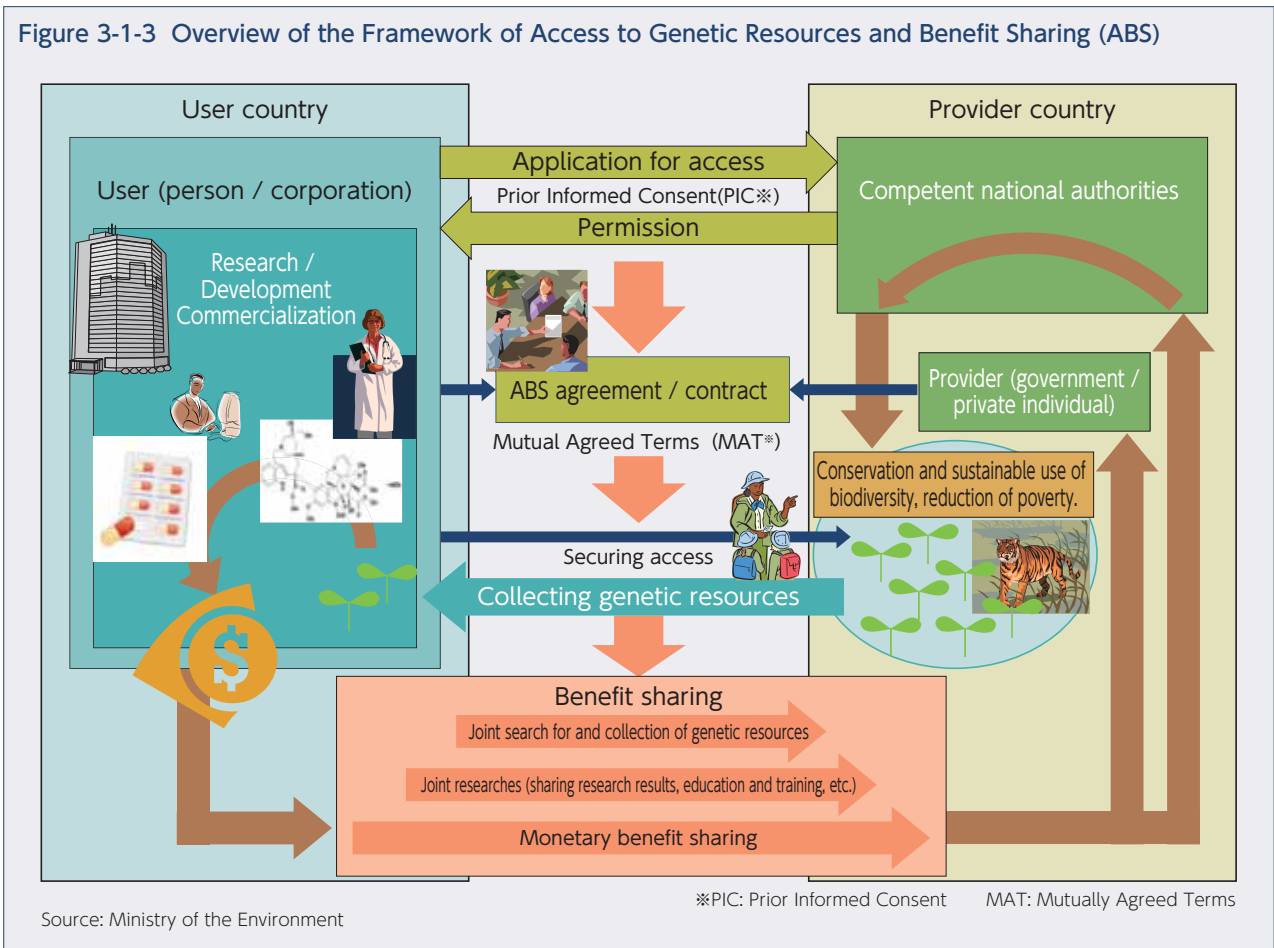 Figure 3-1-3 Overview of the Framework of Access to Genetic Resources and Benefit Sharing (ABS)
User country
Provider country
Application for access
User (person / corporation)
Prior Informed Consent(PIC※)
Competent national authorities
Permission
Research /
Development
Commercialization
ABS agreement / contract
Provider (government /
private individual)
Mutual Agreed Terms (MAT※)
Conservation and sustainable use of
biodiversity, reduction of poverty.
Securing access
Collecting genetic resources
$
Benefit sharing
Joint search for and collection of genetic resources
Joint researches (sharing research results, education and training, etc.)
Monetary benefit sharing
※PIC: Prior Informed Consent MAT: Mutually Agreed Terms
Source: Ministry of the Environment